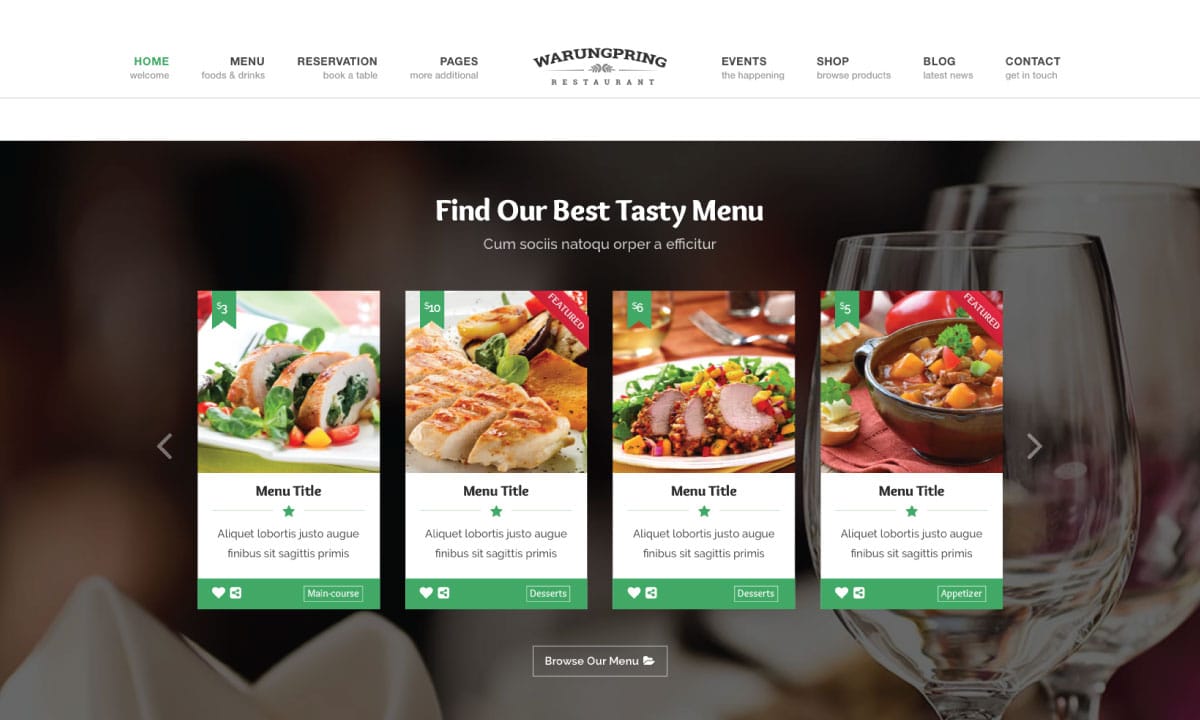 HOME
welcome
MENU
foods & drinks
RESERVATION
book a table
PAGES
more additional
WARUNGPRING
RESTAURANT
EVENTS
the happening
SHOP
browse products
BLOG
latest news
CONTACT
get in touch
Find Our Best Tasty Menu
Cum sociis natoqu orper a efficitur
$3
Menu Title
Aliquet lobortis justo augue
finibus sit sagittis primis
Main-course
$10
FEATURED
Menu Title
Aliquet lobortis justo augue
finibus sit sagittis primis
Desserts
$6
Menu Title
Aliquet lobortis justo augue
finibus sit sagittis primis
Desserts
$5
FEATURED
Menu Title
Aliquet lobortis justo augue
finibus sit sagittis primis
Appetizer
Browse Our Menu